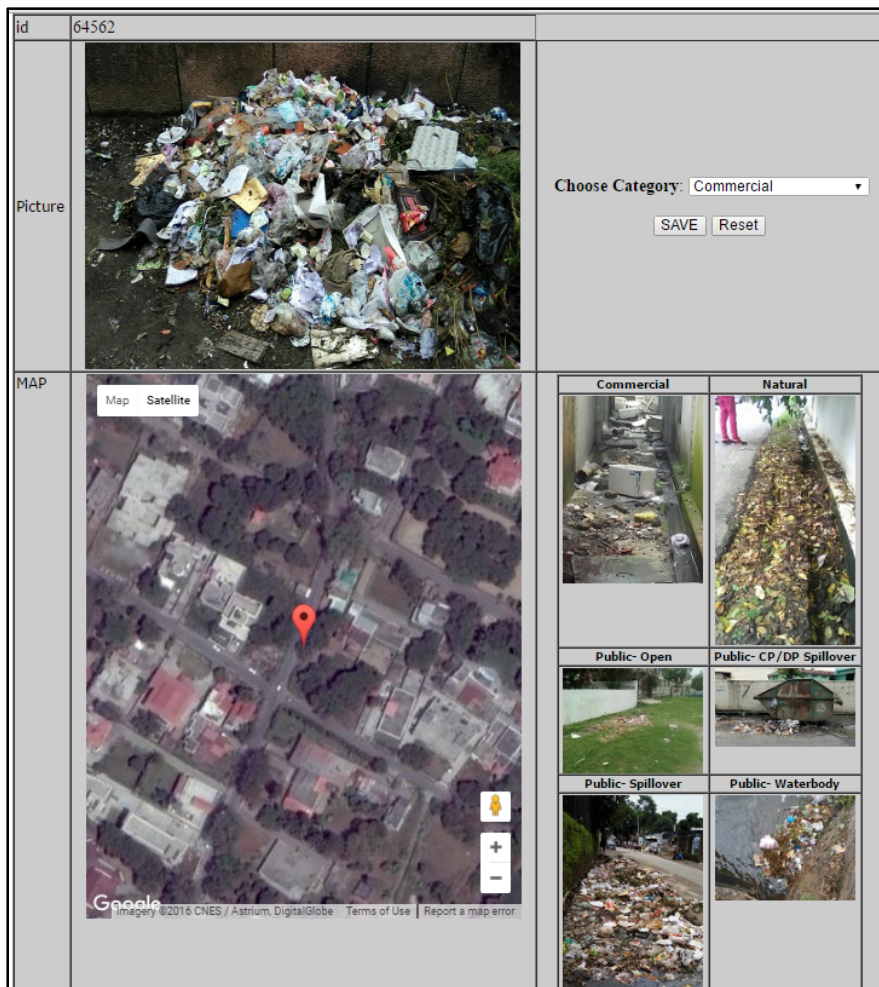 id 64562
Picture
Choose Category: Commercial
SAVE Reset
MAP
Map Satellite
Google
Imagery ©2016 CNES / Astrium, DigitalGlobe Terms of Use Report a map error
Commercial Natural
Public- Open Public- CP/DP Spillover
Public- Spillover Public- Waterbody